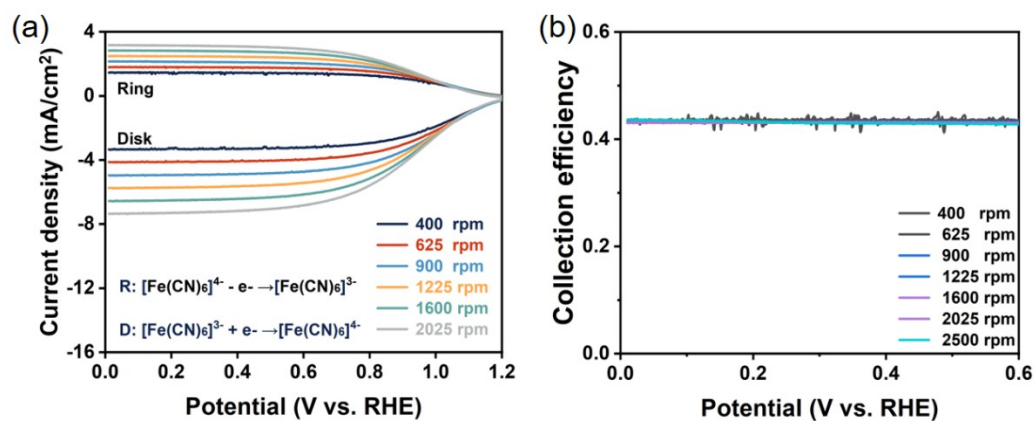 (a)
Current density (mA/cm²)
4
0
-4
-8
-12
-16
Ring
Disk
400 rpm
625 rpm
900 rpm
1225 rpm
1600 rpm
2025 rpm
R: [Fe(CN)₆]⁴⁻ - e- →[Fe(CN)₆]³⁻
D: [Fe(CN)₆]³⁻ + e- →[Fe(CN)₆]⁴⁻
0.0 0.2 0.4 0.6 0.8 1.0 1.2
Potential (V vs. RHE)
(b)
Collection efficiency
0.6
0.4
0.2
0.0
400 rpm
625 rpm
900 rpm
1225 rpm
1600 rpm
2025 rpm
2500 rpm
0.0 0.2 0.4 0.6
Potential (V vs. RHE)